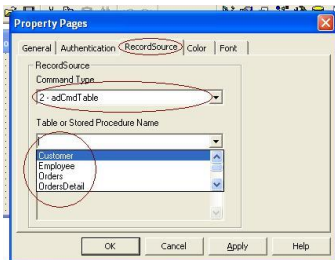 Property Pages
General Authentication RecordSource Color Font
RecordSource
Command Type
2 - adCmdTable
Table or Stored Procedure Name
Customer
Employee
Orders
OrdersDetail
OK Cancel Apply Help